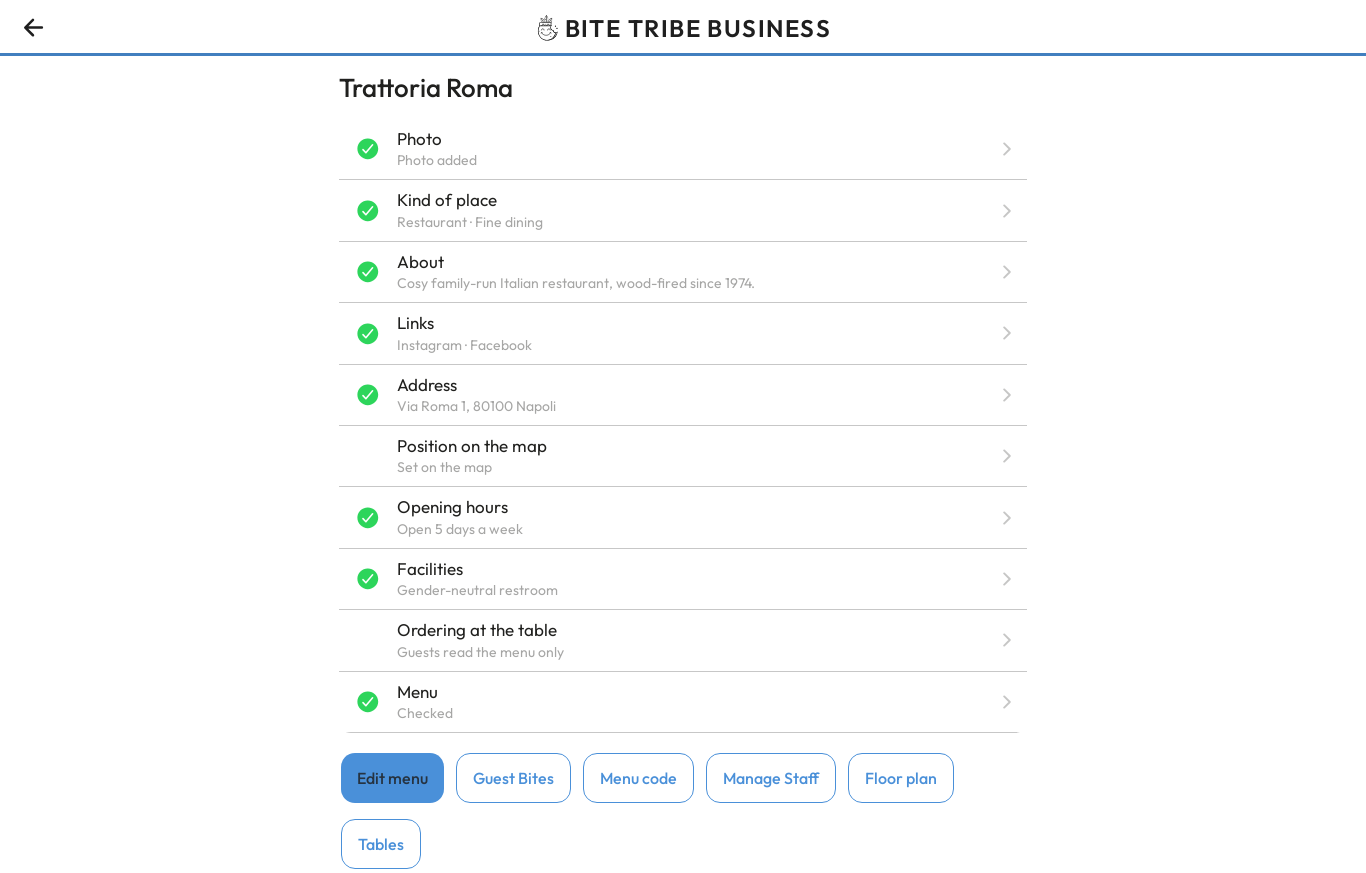 BITE TRIBE BUSINESS
Trattoria Roma
Photo
Photo added
Kind of place
Restaurant · Fine dining
About
Cosy family-run Italian restaurant, wood-fired since 1974.
Links
Instagram · Facebook
Address
Via Roma 1, 80100 Napoli
Position on the map
Set on the map
Opening hours
Open 5 days a week
Facilities
Gender-neutral restroom
Ordering at the table
Guests read the menu only
Menu
Checked
Edit menu Guest Bites Menu code Manage Staff Floor plan
Tables